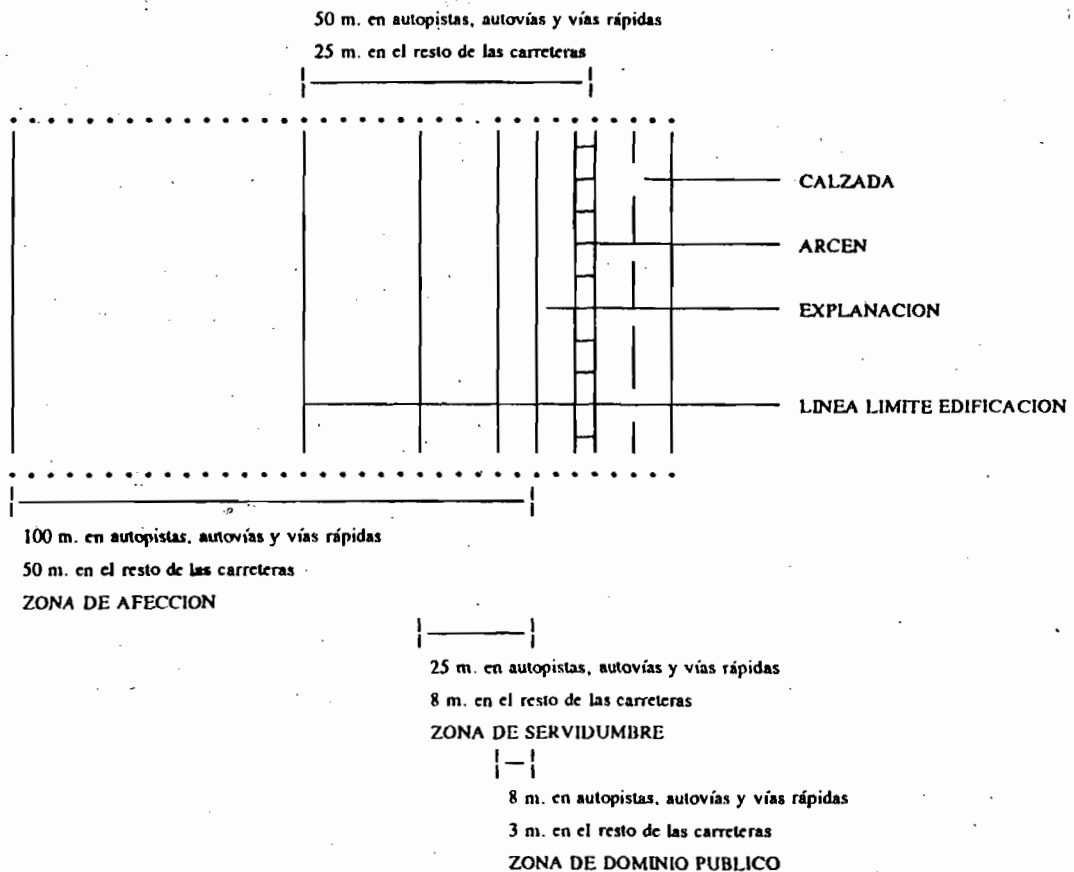 50 m. en autopistas, autovías y vías rápidas
25 m. en el resto de las carreteras
CALZADA
ARCEN
EXPLANACION
LINEA LIMITE EDIFICACION
100 m. en autopistas, autovías y vías rápidas
50 m. en el resto de las carreteras
ZONA DE AFECCION
25 m. en autopistas, autovías y vías rápidas
8 m. en el resto de las carreteras
ZONA DE SERVIDUMBRE
8 m. en autopistas, autovías y vías rápidas
3 m. en el resto de las carreteras
ZONA DE DOMINIO PUBLICO